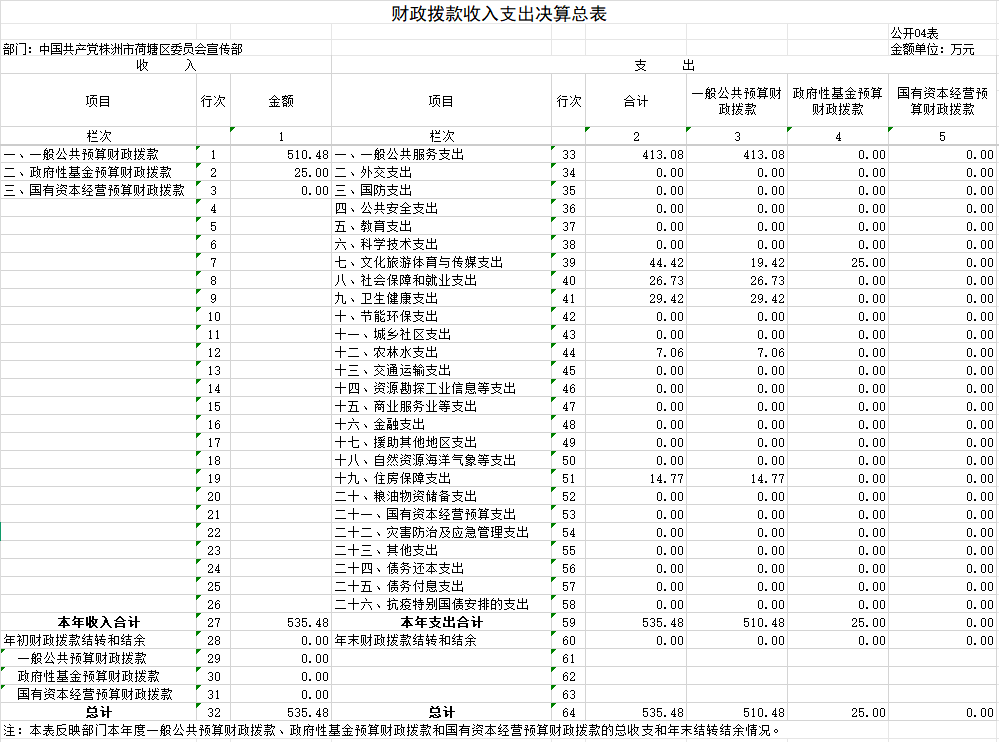 财政拨款收入支出决算总表
公开04表
部门：中国共产党株洲市荷塘区委员会宣传部 金额单位：万元
收 入 支 出
项目 行次 金额 项目 行次 合计 一般公共预算财政拨款 政府性基金预算财政拨款 国有资本经营预算财政拨款
栏次 1 栏次 2 3 4 5
一、一般公共预算财政拨款 1 510.48 一、一般公共服务支出 33 413.08 413.08 0.00 0.00
二、政府性基金预算财政拨款 2 25.00 二、外交支出 34 0.00 0.00 0.00 0.00
三、国有资本经营预算财政拨款 3 0.00 三、国防支出 35 0.00 0.00 0.00 0.00
4 四、公共安全支出 36 0.00 0.00 0.00 0.00
5 五、教育支出 37 0.00 0.00 0.00 0.00
6 六、科学技术支出 38 0.00 0.00 0.00 0.00
7 七、文化旅游体育与传媒支出 39 44.42 19.42 25.00 0.00
8 八、社会保障和就业支出 40 26.73 26.73 0.00 0.00
9 九、卫生健康支出 41 29.42 29.42 0.00 0.00
10 十、节能环保支出 42 0.00 0.00 0.00 0.00
11 十一、城乡社区支出 43 0.00 0.00 0.00 0.00
12 十二、农林水支出 44 7.06 7.06 0.00 0.00
13 十三、交通运输支出 45 0.00 0.00 0.00 0.00
14 十四、资源勘探工业信息等支出 46 0.00 0.00 0.00 0.00
15 十五、商业服务业等支出 47 0.00 0.00 0.00 0.00
16 十六、金融支出 48 0.00 0.00 0.00 0.00
17 十七、援助其他地区支出 49 0.00 0.00 0.00 0.00
18 十八、自然资源海洋气象等支出 50 0.00 0.00 0.00 0.00
19 十九、住房保障支出 51 14.77 14.77 0.00 0.00
20 二十、粮油物资储备支出 52 0.00 0.00 0.00 0.00
21 二十一、国有资本经营预算支出 53 0.00 0.00 0.00 0.00
22 二十二、灾害防治及应急管理支出 54 0.00 0.00 0.00 0.00
23 二十三、其他支出 55 0.00 0.00 0.00 0.00
24 二十四、债务还本支出 56 0.00 0.00 0.00 0.00
25 二十五、债务付息支出 57 0.00 0.00 0.00 0.00
26 二十六、抗疫特别国债安排的支出 58 0.00 0.00 0.00 0.00
本年收入合计 27 535.48 本年支出合计 59 535.48 510.48 25.00 0.00
年初财政拨款结转和结余 28 0.00 年末财政拨款结转和结余 60 0.00 0.00 0.00 0.00
一般公共预算财政拨款 29 0.00 61
政府性基金预算财政拨款 30 0.00 62
国有资本经营预算财政拨款 31 0.00 63
总计 32 535.48 总计 64 535.48 510.48 25.00 0.00
注：本表反映部门本年度一般公共预算财政拨款、政府性基金预算财政拨款和国有资本经营预算财政拨款的总收支和年末结转结余情况。